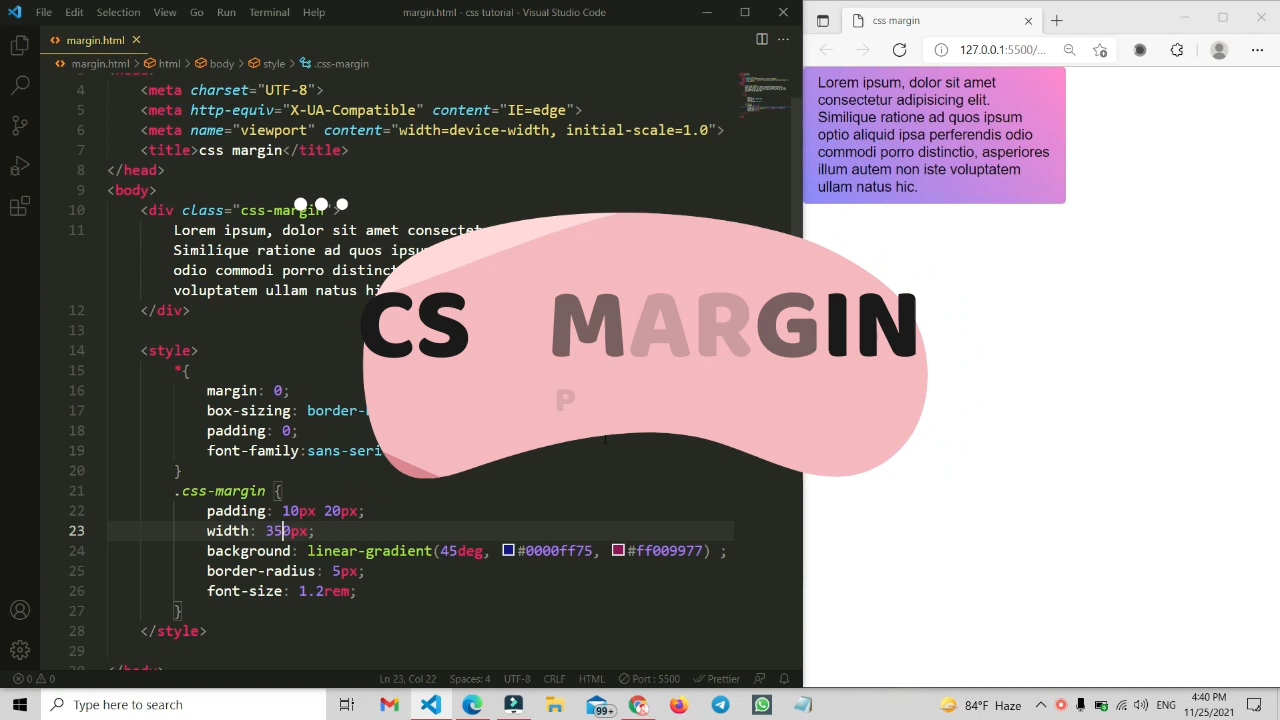 File Edit Selection View Go Run Terminal Help margin.html - css tutorial - Visual Studio Code
margin.html
margin.html > html > body > style > .css-margin
4 <meta charset="UTF-8">
5 <meta http-equiv="X-UA-Compatible" content="IE=edge">
6 <meta name="viewport" content="width=device-width, initial-scale=1.0">
7 <title>css margin</title>
8 </head>
9 <body>
10 <div class="css-margin">
11 Lorem ipsum, dolor sit amet consectet
Similique ratione ad quos ipsu
odio commodi porro distinct
voluptatem ullam natus hi
12 </div>
13
14 <style>
15 *{
16 margin: 0;
17 box-sizing: border-b
18 padding: 0;
19 font-family:sans-seri
20 }
21 .css-margin {
22 padding: 10px 20px;
23 width: 350px;
24 background: linear-gradient(45deg, #0000ff75, #ff009977) ;
25 border-radius: 5px;
26 font-size: 1.2rem;
27 }
28 </style>
29
CS MARGIN
P
0 0 Ln 23, Col 22 Spaces: 4 UTF-8 CRLF HTML Port : 5500 Prettier
css margin
127.0.0.1:5500/...
Lorem ipsum, dolor sit amet
consectetur adipisicing elit.
Similique ratione ad quos ipsum
optio aliquid ipsa perferendis odio
commodi porro distinctio, asperiores
illum autem non iste voluptatem
ullam natus hic.
Type here to search
99+
84°F Haze
4:40 PM
11/25/2021